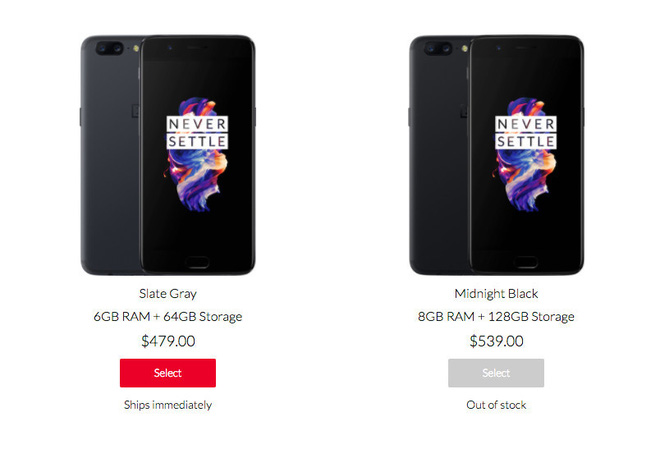 NEVER
SETTLE
NEVER
SETTLE
Slate Gray
6GB RAM + 64GB Storage
$479.00
Select
Ships immediately
Midnight Black
8GB RAM + 128GB Storage
$539.00
Select
Out of stock